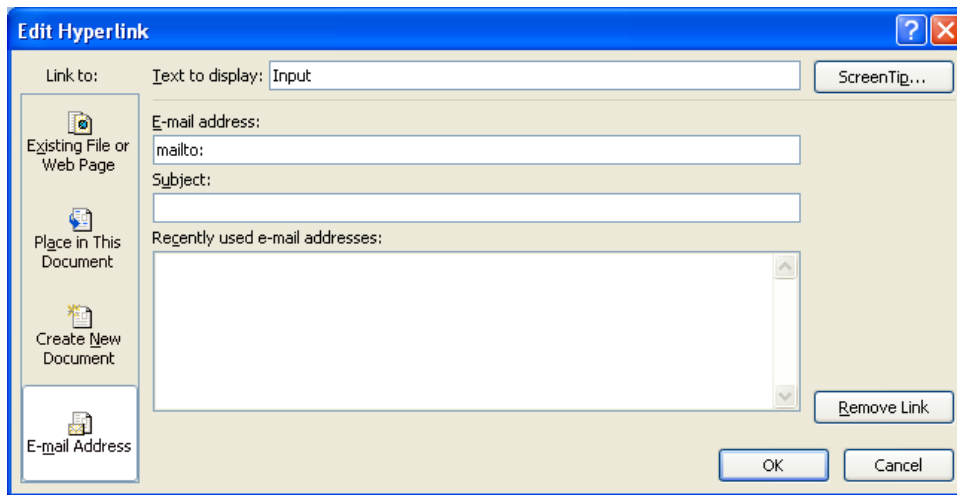 Edit Hyperlink
Link to:
Text to display: Input
ScreenTip...
Existing File or
Web Page
Place in This
Document
Create New
Document
E-mail Address
E-mail address:
mailto:
Subject:
Recently used e-mail addresses:
Remove Link
OK
Cancel